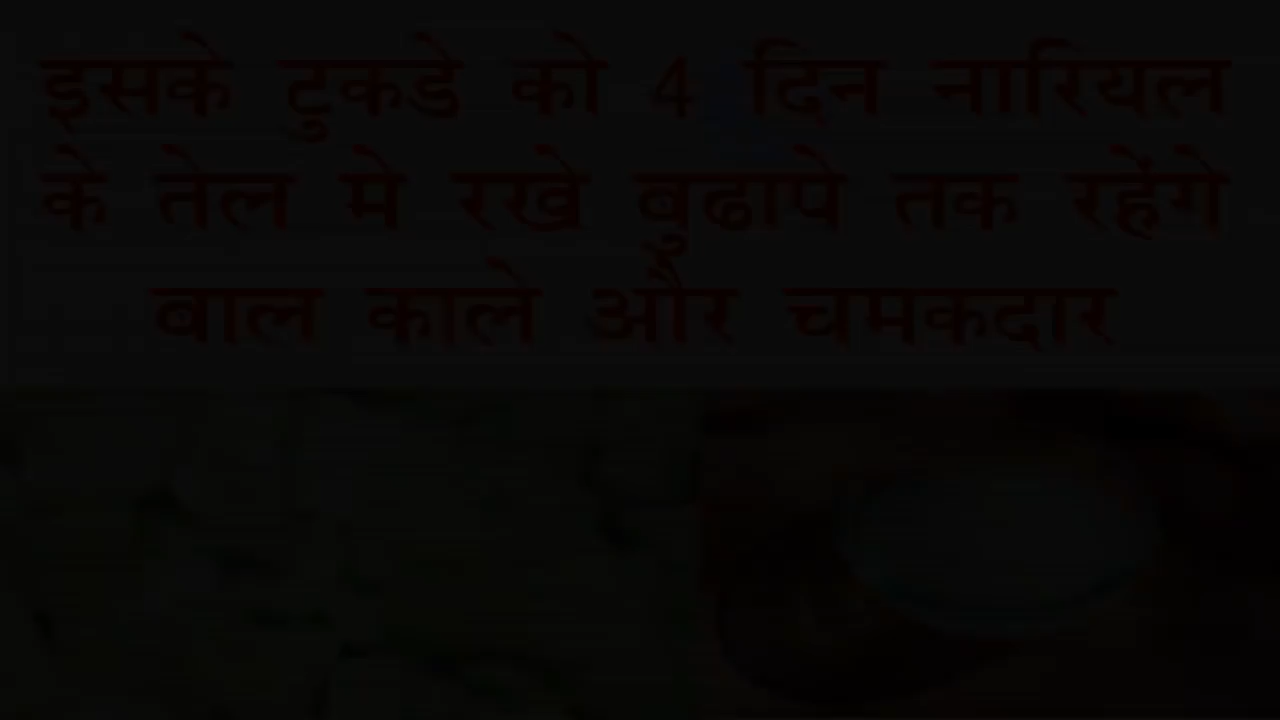 इसके टुकडे को 4 दिन नारियल
के तेल मे रखे बुढापे तक रहेंगे
बाल काले और चमकदार